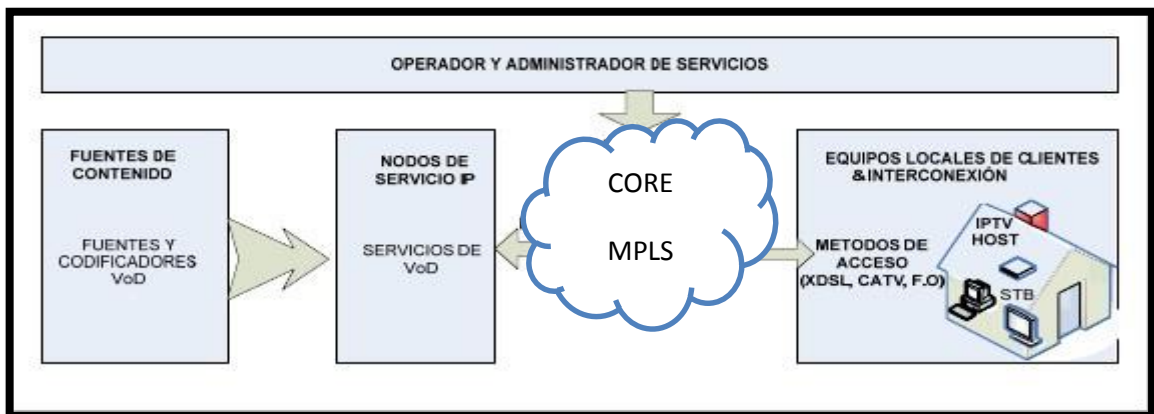 OPERADOR Y ADMINISTRADOR DE SERVICIOS
FUENTES DE
CONTENIDO
FUENTES Y
CODIFICADORES
VoD
NODOS DE
SERVICIO IP
SERVICIOS DE
VoD
CORE
MPLS
EQUIPOS LOCALES DE CLIENTES
& INTERCONEXIÓN
METODOS DE
ACCESO
(XDSL, CATV, F.O)
IPTV
HOST
STB